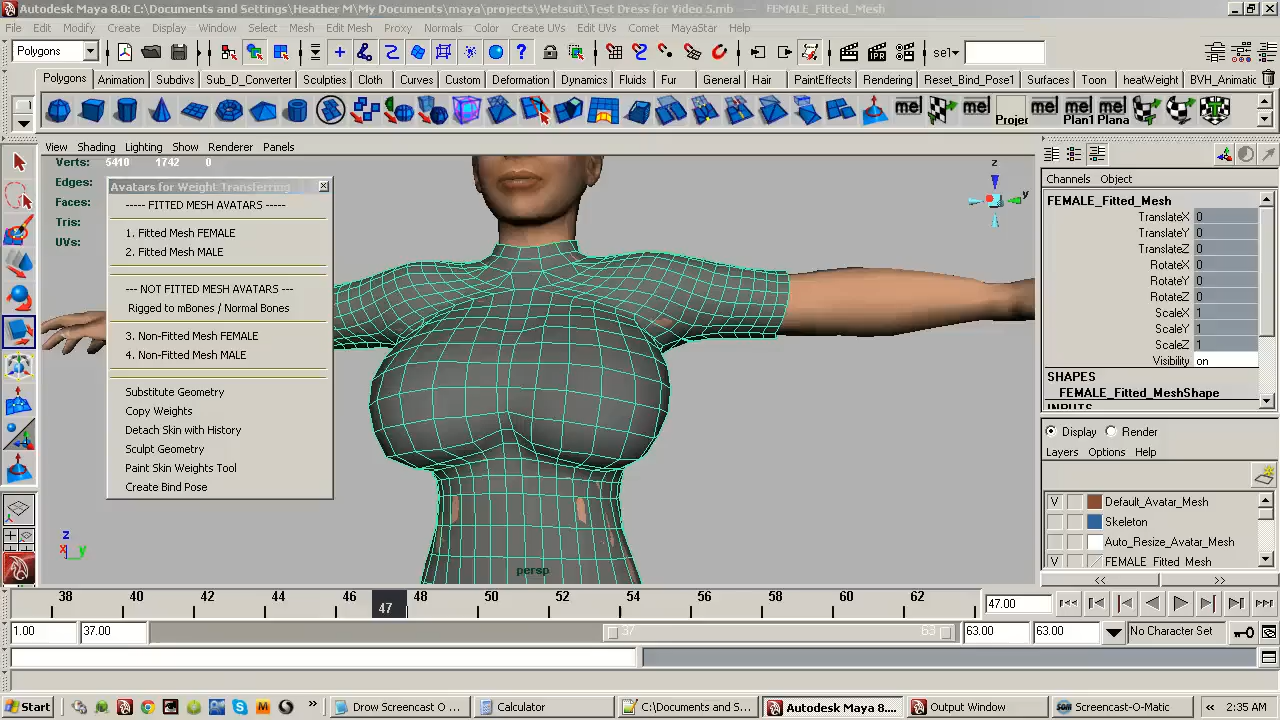 Autodesk Maya 8.0: C:\Documents and Settings\Heather M\My Documents\maya\projects\Wetsuit\Test Dress for Video 5.mb --- FEMALE_Fitted_Mesh
File Edit Modify Create Display Window Select Mesh Edit Mesh Proxy Normals Color Create UVs Edit UVs Comet MayaStar Help
Polygons sel
Polygons Animation Subdivs Sub_D_Converter Sculpties Cloth Curves Custom Deformation Dynamics Fluids Fur General Hair PaintEffects Rendering Reset_Bind_Pose1 Surfaces Toon heatWeight BVH_Animatic
mel mel Projec mel mel mel
Plan1 Plana
View Shading Lighting Show Renderer Panels
Verts: 5410 1742 0
Edges:
Faces:
Tris:
UVs:
Avatars for Weight Transferring
----- FITTED MESH AVATARS -----
1. Fitted Mesh FEMALE
2. Fitted Mesh MALE
--- NOT FITTED MESH AVATARS ---
Rigged to mBones / Normal Bones
3. Non-Fitted Mesh FEMALE
4. Non-Fitted Mesh MALE
Substitute Geometry
Copy Weights
Detach Skin with History
Sculpt Geometry
Paint Skin Weights Tool
Create Bind Pose
z
y
z
x y
persp
Channels Object
FEMALE_Fitted_Mesh
TranslateX 0
TranslateY 0
TranslateZ 0
RotateX 0
RotateY 0
RotateZ 0
ScaleX 1
ScaleY 1
ScaleZ 1
Visibility on
SHAPES
FEMALE_Fitted_MeshShape
INPUTS
Display Render
Layers Options Help
V Default_Avatar_Mesh
Skeleton
Auto_Resize_Avatar_Mesh
V FEMALE_Fitted_Mesh
<< >>
38 40 42 44 46 47 48 50 52 54 56 58 60 62
47.00
1.00 37.00 37 63 63.00 63.00 No Character Set
Start » Drow Screencast O ... Calculator C:\Documents and S... Autodesk Maya 8.... Output Window Screencast-O-Matic « 2:35 AM